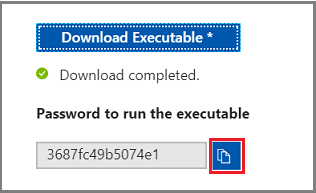 Download Executable *
Download completed.
Password to run the executable
3687fc49b5074e1